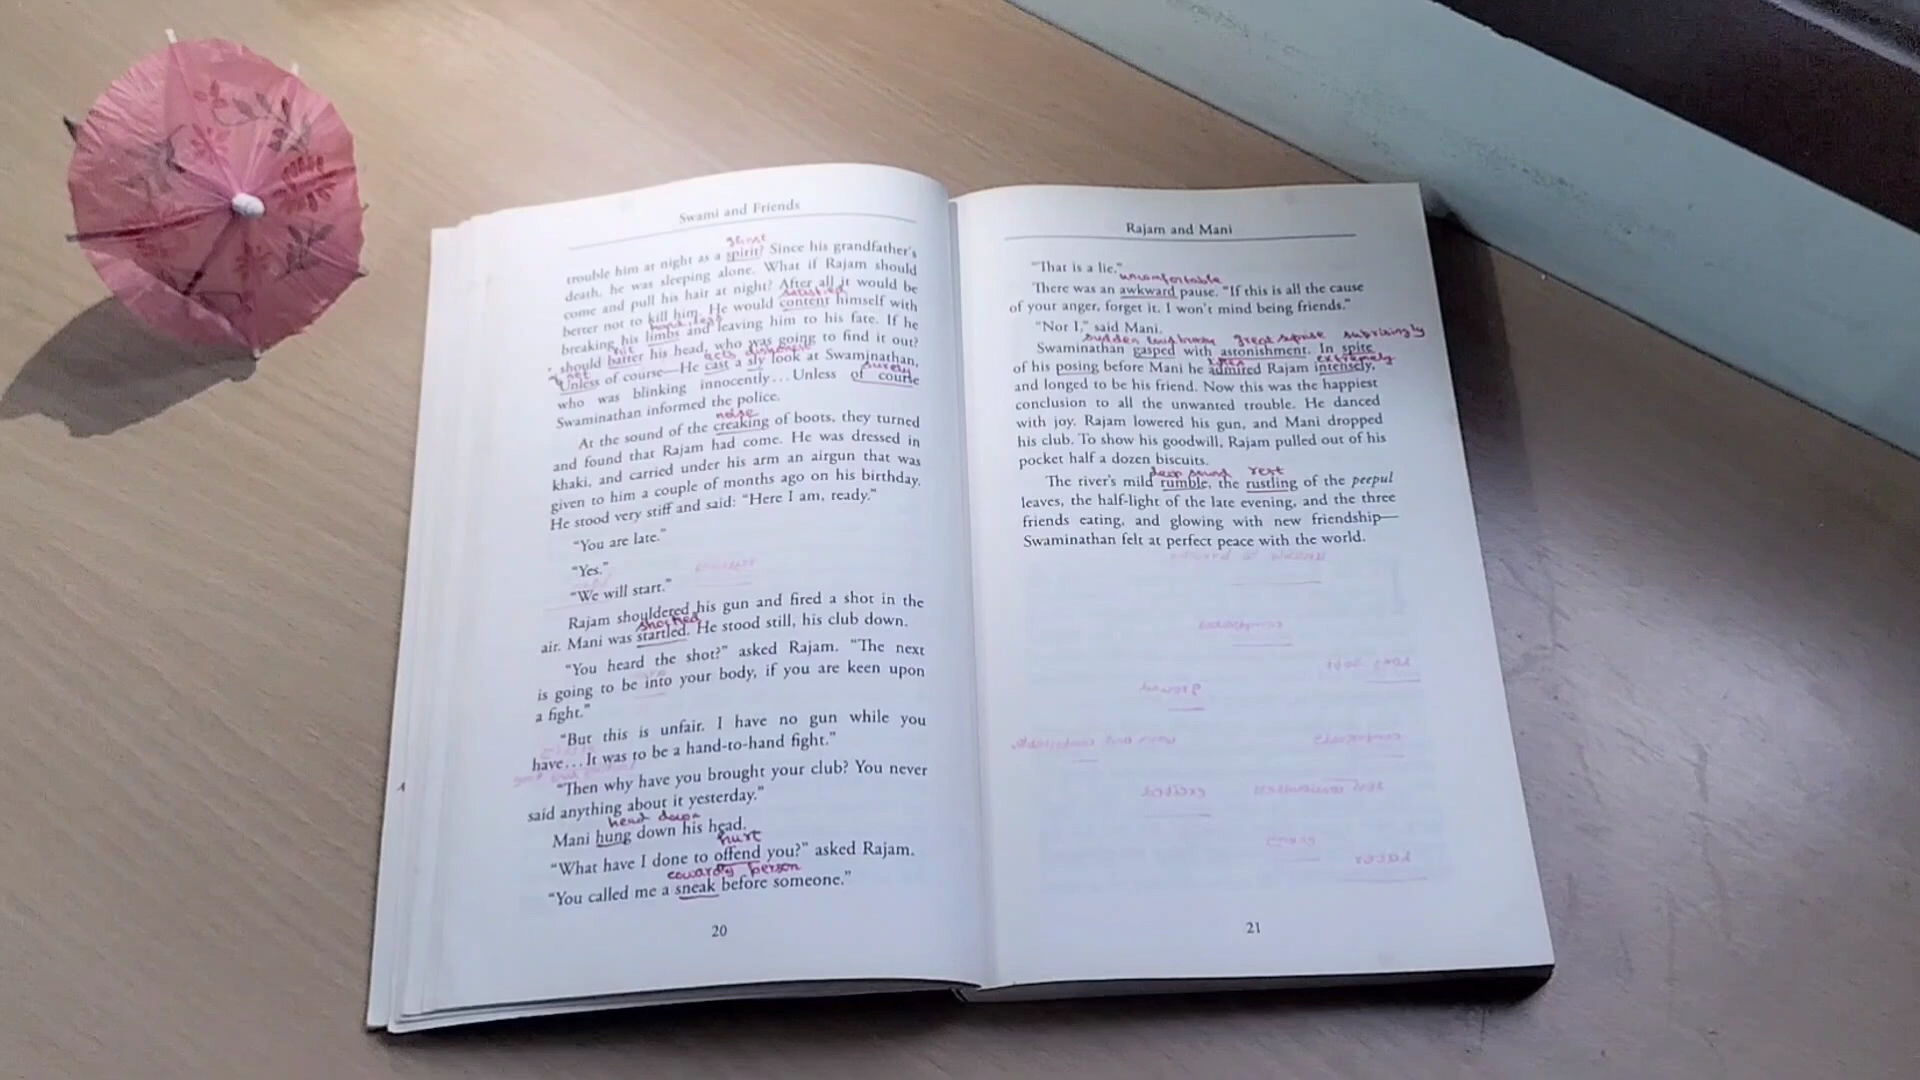 Swami and Friends
ghost
trouble him at night as a spirit? Since his grandfather's
death, he was sleeping alone. What if Rajam should
come and pull his hair at night? After all it would be
satisfied
better not to kill him. He would content himself with
breaking his limbs and leaving him to his fate. If he
hit
should batter his head, who was going to find it out?
not
Unless of course—He cast a sly look at Swaminathan,
surely
who was blinking innocently... Unless of course
Swaminathan informed the police.
noise
At the sound of the creaking of boots, they turned
and found that Rajam had come. He was dressed in
khaki, and carried under his arm an airgun that was
given to him a couple of months ago on his birthday.
He stood very stiff and said: “Here I am, ready.”
“You are late.”
“Yes.”
“We will start.”
Rajam shouldered his gun and fired a shot in the
shocked
air. Mani was startled. He stood still, his club down.
“You heard the shot?” asked Rajam. “The next
is going to be into your body, if you are keen upon
a fight.”
“But this is unfair. I have no gun while you
have...It was to be a hand-to-hand fight.”
“Then why have you brought your club? You never
said anything about it yesterday.”
head down
Mani hung down his head.
hurt
“What have I done to offend you?” asked Rajam.
cowardly person
“You called me a sneak before someone.”
20
Rajam and Mani
“That is a lie.”
uncomfortable
There was an awkward pause. “If this is all the cause
of your anger, forget it. I won't mind being friends.”
“Nor I,” said Mani.
sudden
Swaminathan gasped with astonishment. In spite
extremely
of his posing before Mani he admired Rajam intensely,
and longed to be his friend. Now this was the happiest
conclusion to all the unwanted trouble. He danced
with joy. Rajam lowered his gun, and Mani dropped
his club. To show his goodwill, Rajam pulled out of his
pocket half a dozen biscuits.
deep sound rest
The river's mild rumble, the rustling of the peepul
leaves, the half-light of the late evening, and the three
friends eating, and glowing with new friendship—
Swaminathan felt at perfect peace with the world.
21